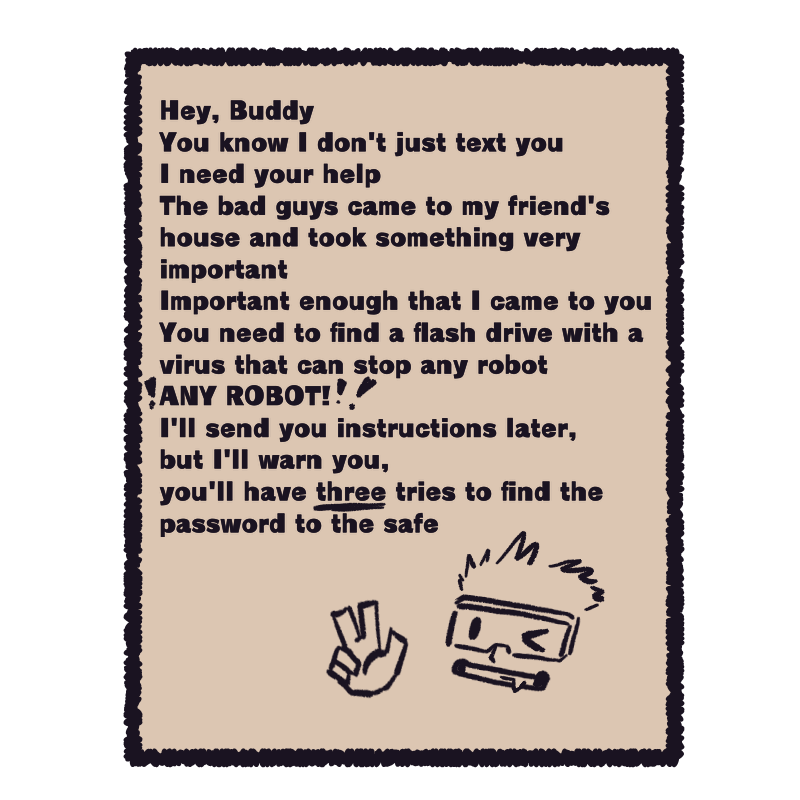 Hey, Buddy
You know I don't just text you
I need your help
The bad guys came to my friend's
house and took something very
important
Important enough that I came to you
You need to find a flash drive with a
virus that can stop any robot
!ANY ROBOT!!!
I'll send you instructions later,
but I'll warn you,
you'll have three tries to find the
password to the safe